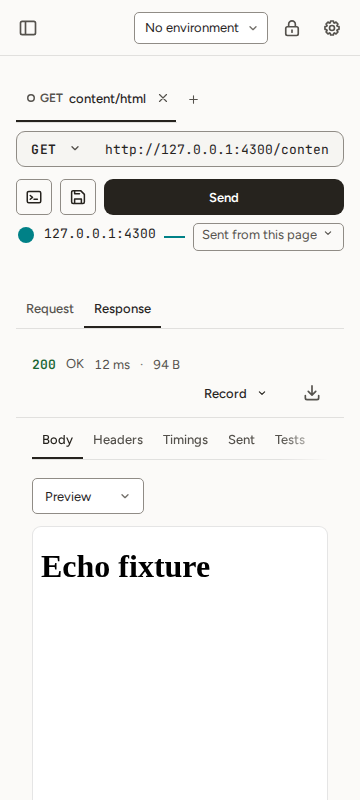 No environment
GET content/html
GET http://127.0.0.1:4300/conten
Send
127.0.0.1:4300 Sent from this page
Request Response
200 OK 12 ms · 94 B
Record
Body Headers Timings Sent Tests
Preview
Echo fixture